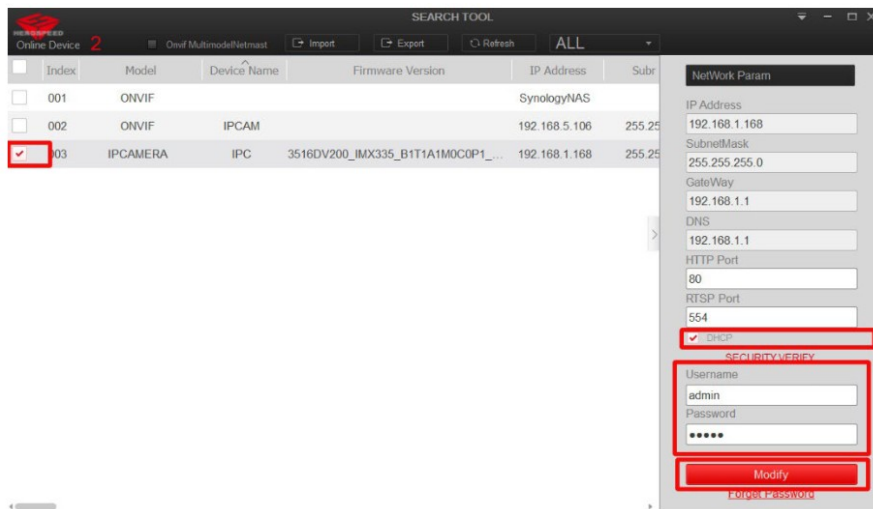 SEARCH TOOL
HEROSPEED
Online Device 2 Onvif MultimodelNetmast Import Export Refresh ALL
Index Model Device Name Firmware Version IP Address Subr
001 ONVIF SynologyNAS
002 ONVIF IPCAM 192.168.5.106 255.25
003 IPCAMERA IPC 3516DV200_IMX335_B1T1A1M0C0P1_... 192.168.1.168 255.25
NetWork Param
IP Address
192.168.1.168
SubnetMask
255.255.255.0
GateWay
192.168.1.1
DNS
192.168.1.1
HTTP Port
80
RTSP Port
554
DHCP
SECURITY VERIFY
Username
admin
Password
•••••
Modify
Forget Password